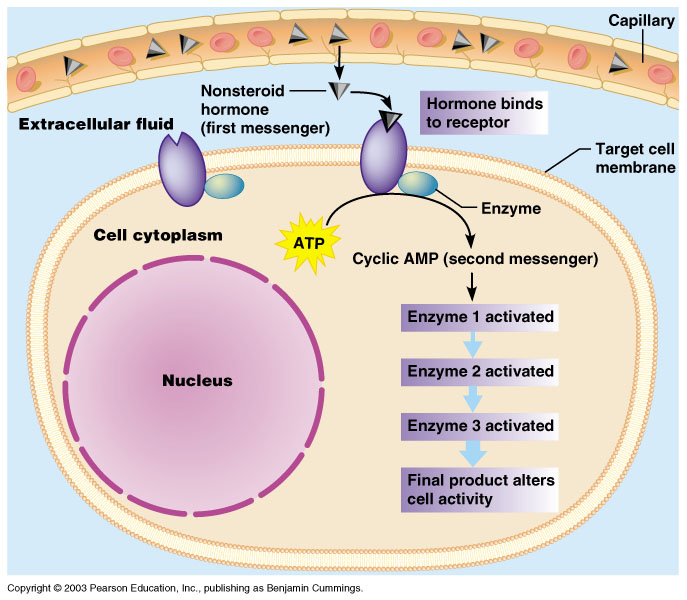 Capillary
Nonsteroid
hormone
(first messenger)
Hormone binds
to receptor
Extracellular fluid
Target cell
membrane
Enzyme
Cell cytoplasm
ATP
Cyclic AMP (second messenger)
Enzyme 1 activated
Enzyme 2 activated
Nucleus
Enzyme 3 activated
Final product alters
cell activity
Copyright © 2003 Pearson Education, Inc., publishing as Benjamin Cummings.